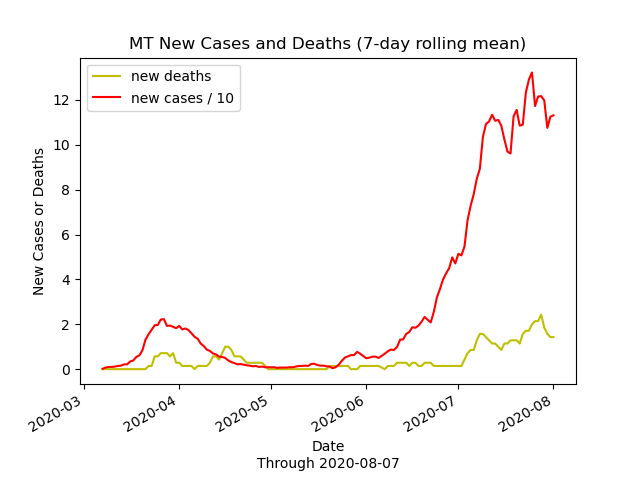 MT New Cases and Deaths (7-day rolling mean)
new deaths
new cases / 10
New Cases or Deaths
12
10
8
6
4
2
0
2020-03
2020-04
2020-05
2020-06
2020-07
2020-08
Date
Through 2020-08-07